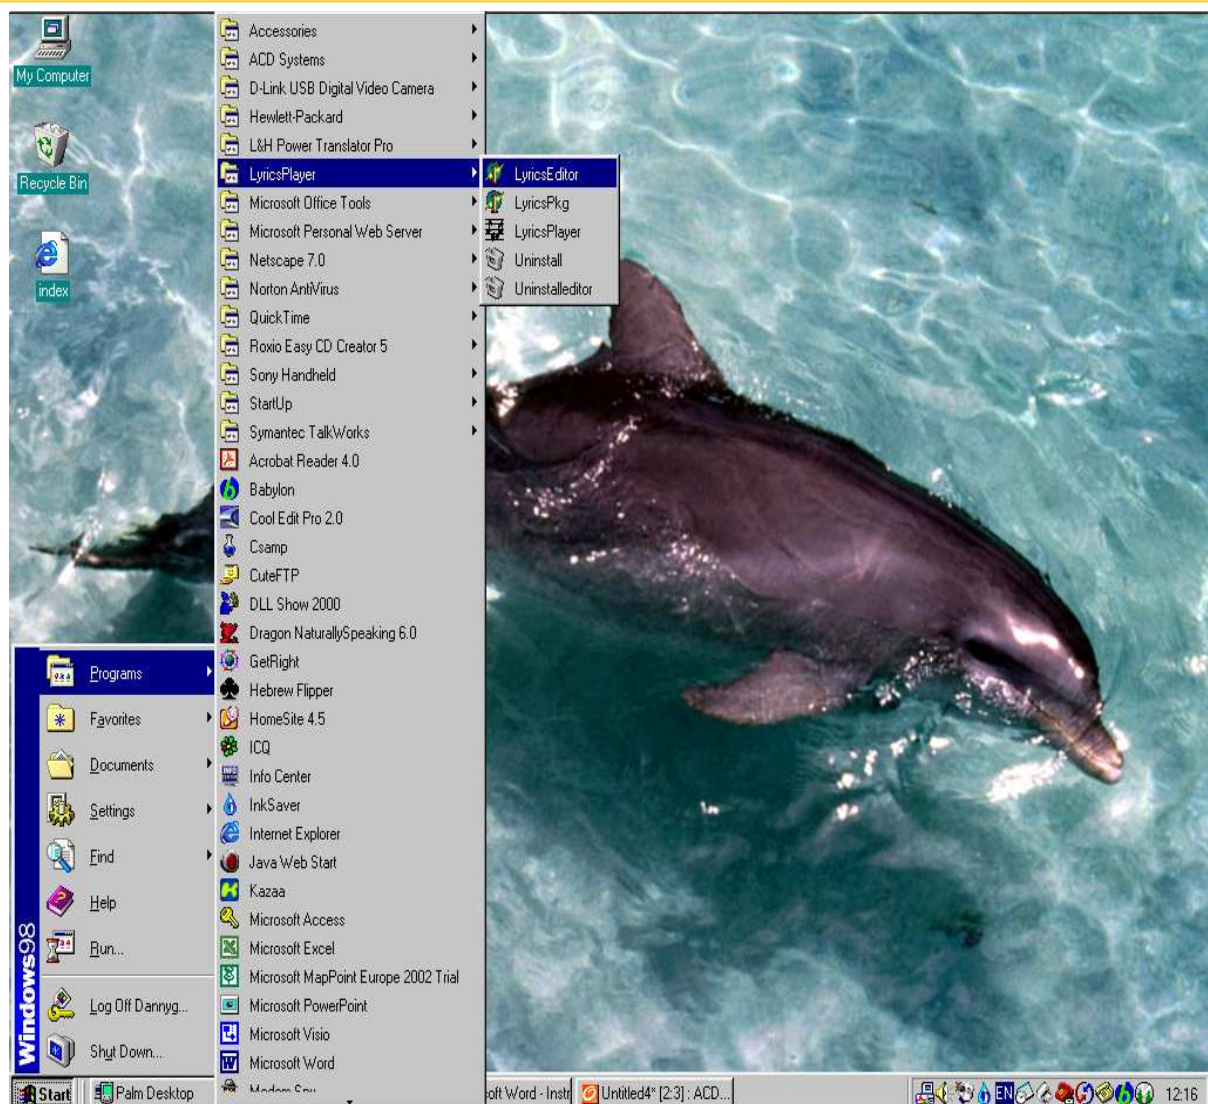 My Computer
Recycle Bin
index
Accessories
ACD Systems
D-Link USB Digital Video Camera
Hewlett-Packard
L&H Power Translator Pro
LyricsPlayer
Microsoft Office Tools
Microsoft Personal Web Server
Netscape 7.0
Norton AntiVirus
QuickTime
Roxio Easy CD Creator 5
Sony Handheld
StartUp
Symantec TalkWorks
Acrobat Reader 4.0
Babylon
Cool Edit Pro 2.0
Csamp
CuteFTP
DLL Show 2000
Dragon NaturallySpeaking 6.0
GetRight
Hebrew Flipper
HomeSite 4.5
ICQ
Info Center
InkSaver
Internet Explorer
Java Web Start
Kazaa
Microsoft Access
Microsoft Excel
Microsoft MapPoint Europe 2002 Trial
Microsoft PowerPoint
Microsoft Visio
Microsoft Word
Modem Spy
LyricsEditor
LyricsPkg
LyricsPlayer
Uninstall
Uninstalleditor
Programs
Favorites
Documents
Settings
Find
Help
Run...
Log Off Dannyg...
Shut Down...
Windows98
Start
Palm Desktop
oft Word - Instr
Untitled4* [2:3] : ACD...
EN
12:16